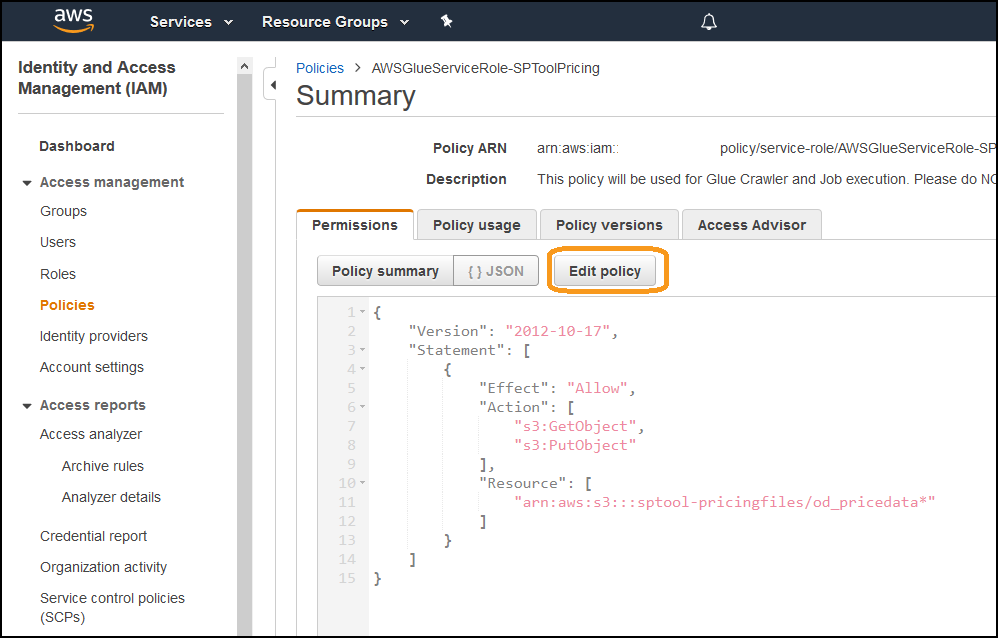 aws Services Resource Groups
Identity and Access
Management (IAM)
Dashboard
Access management
Groups
Users
Roles
Policies
Identity providers
Account settings
Access reports
Access analyzer
Archive rules
Analyzer details
Credential report
Organization activity
Service control policies
(SCPs)
Policies > AWSGlueServiceRole-SPToolPricing
Summary
Policy ARN arn:aws:iam:: policy/service-role/AWSGlueServiceRole-SP
Description This policy will be used for Glue Crawler and Job execution. Please do NO
Permissions Policy usage Policy versions Access Advisor
Policy summary { } JSON Edit policy
1 {
2 "Version": "2012-10-17",
3 "Statement": [
4 {
5 "Effect": "Allow",
6 "Action": [
7 "s3:GetObject",
8 "s3:PutObject"
9 ],
10 "Resource": [
11 "arn:aws:s3:::sptool-pricingfiles/od_pricedata*"
12 ]
13 }
14 ]
15 }